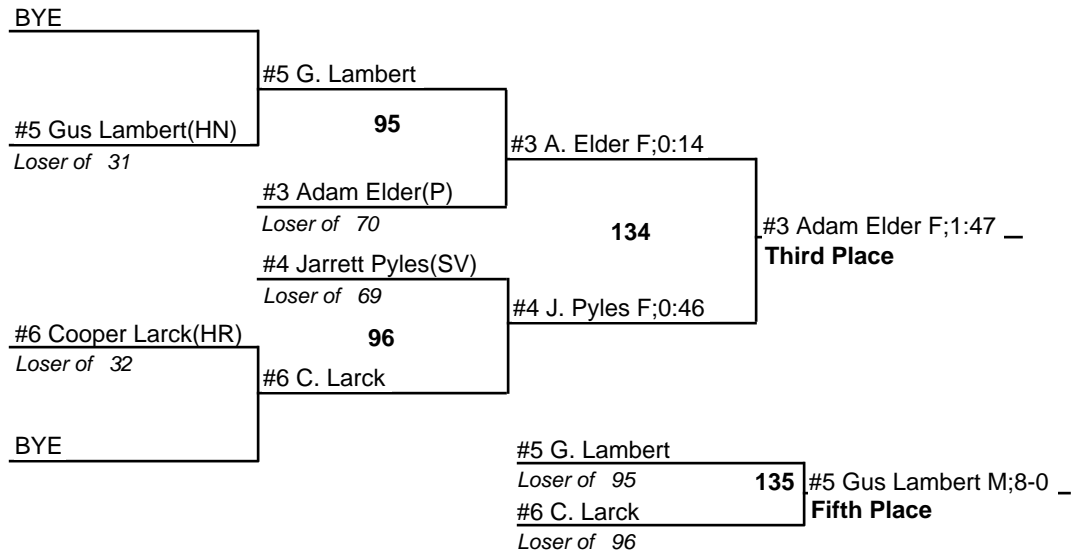 BYE
#5 G. Lambert
#5 Gus Lambert(HN)
95
Loser of 31
#3 A. Elder F;0:14
#3 Adam Elder(P)
Loser of 70
134
#3 Adam Elder F;1:47
Third Place
#4 Jarrett Pyles(SV)
Loser of 69
#4 J. Pyles F;0:46
#6 Cooper Larck(HR)
96
Loser of 32
#6 C. Larck
BYE
#5 G. Lambert
Loser of 95
135
#5 Gus Lambert M;8-0
#6 C. Larck
Fifth Place
Loser of 96